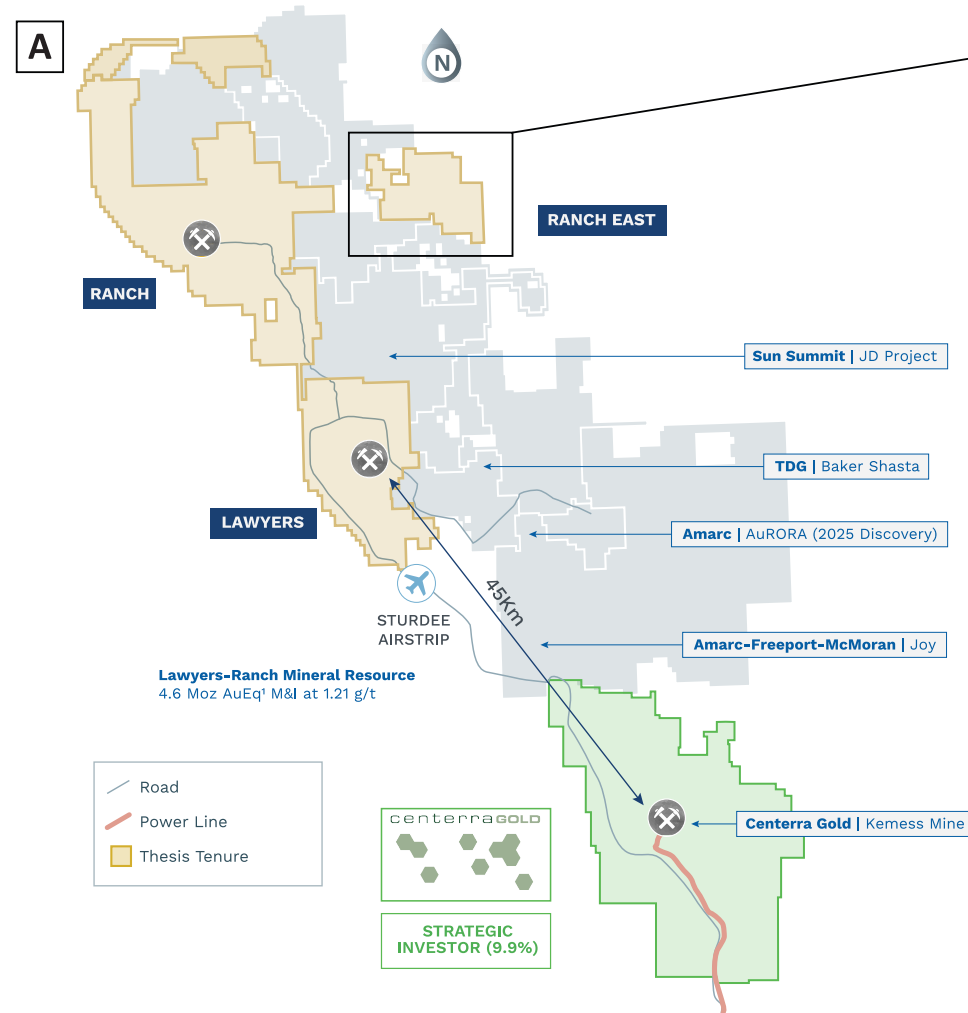 A
N
RANCH EAST
RANCH
Sun Summit | JD Project
TDG | Baker Shasta
LAWYERS
Amarc | AuRORA (2025 Discovery)
45Km
STURDEE
AIRSTRIP
Amarc-Freeport-McMoran | Joy
Lawyers-Ranch Mineral Resource
4.6 Moz AuEq¹ M&I at 1.21 g/t
Road
Power Line
Thesis Tenure
centerraGOLD
Centerra Gold | Kemess Mine
STRATEGIC
INVESTOR (9.9%)